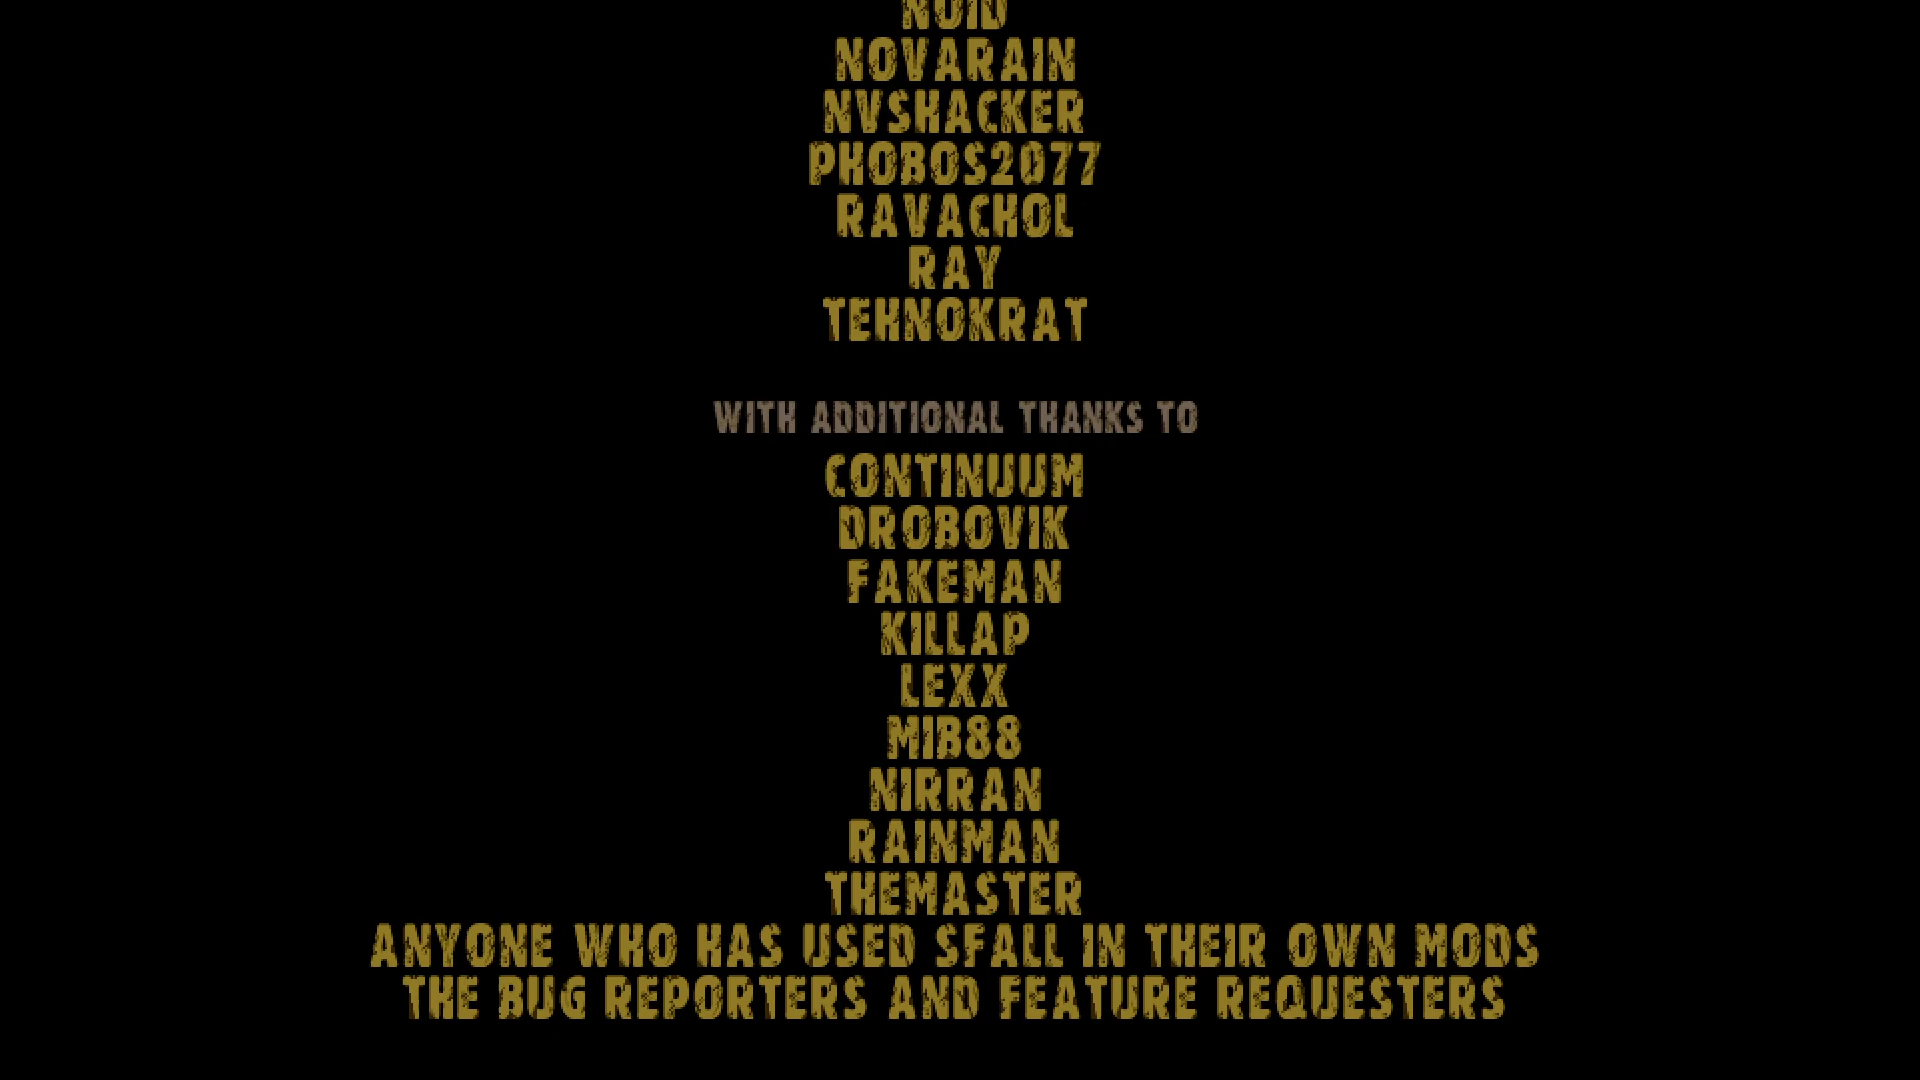 NOID
NOVARAIN
NVSHACKER
PHOBOS2077
RAVACHOL
RAY
TEHNOKRAT
WITH ADDITIONAL THANKS TO
CONTINUUM
DROBOVIK
FAKEMAN
KILLAP
LEXX
MIB88
NIRRAN
RAINMAN
THEMASTER
ANYONE WHO HAS USED SFALL IN THEIR OWN MODS
THE BUG REPORTERS AND FEATURE REQUESTERS